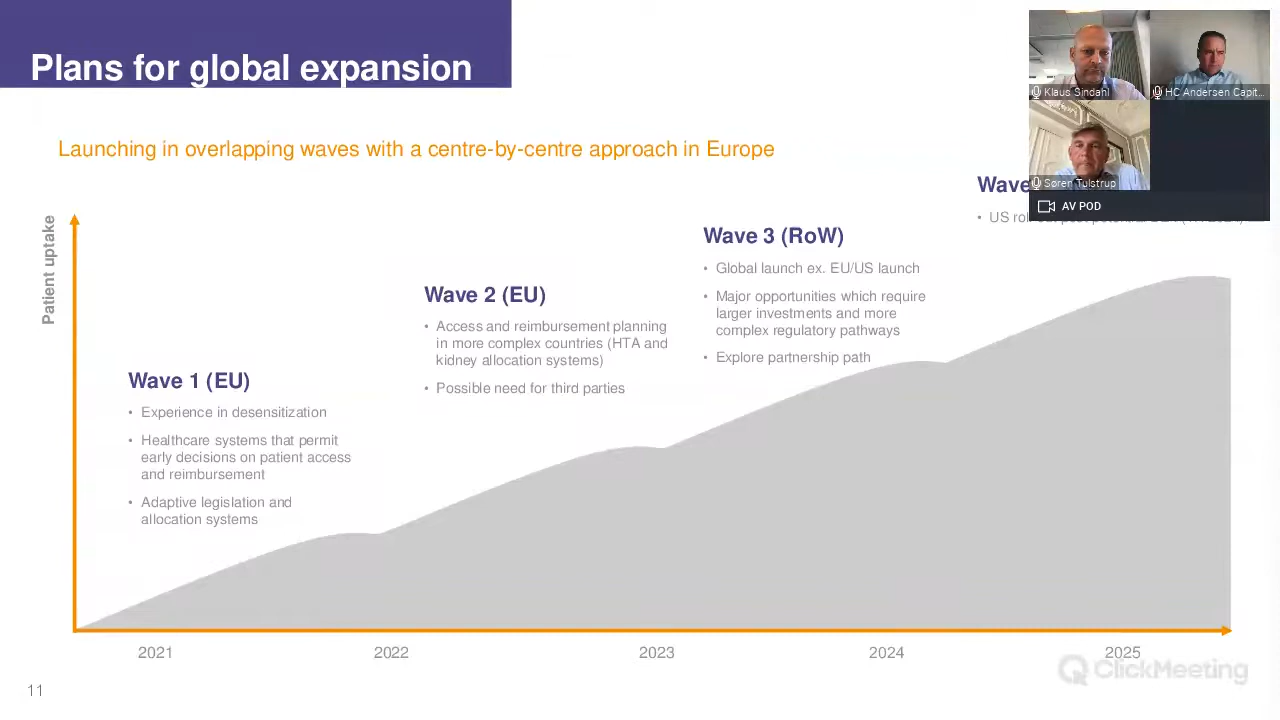 Plans for global expansion
Launching in overlapping waves with a centre-by-centre approach in Europe
Klaus Sindahl
HC Andersen Capit...
Søren Tulstrup
AV POD
Patient uptake
Wave
• US
Wave 3 (RoW)
• Global launch ex. EU/US launch
• Major opportunities which require
larger investments and more
complex regulatory pathways
• Explore partnership path
Wave 2 (EU)
• Access and reimbursement planning
in more complex countries (HTA and
kidney allocation systems)
• Possible need for third parties
Wave 1 (EU)
• Experience in desensitization
• Healthcare systems that permit
early decisions on patient access
and reimbursement
• Adaptive legislation and
allocation systems
2021
2022
2023
2024
2025
ClickMeeting
11